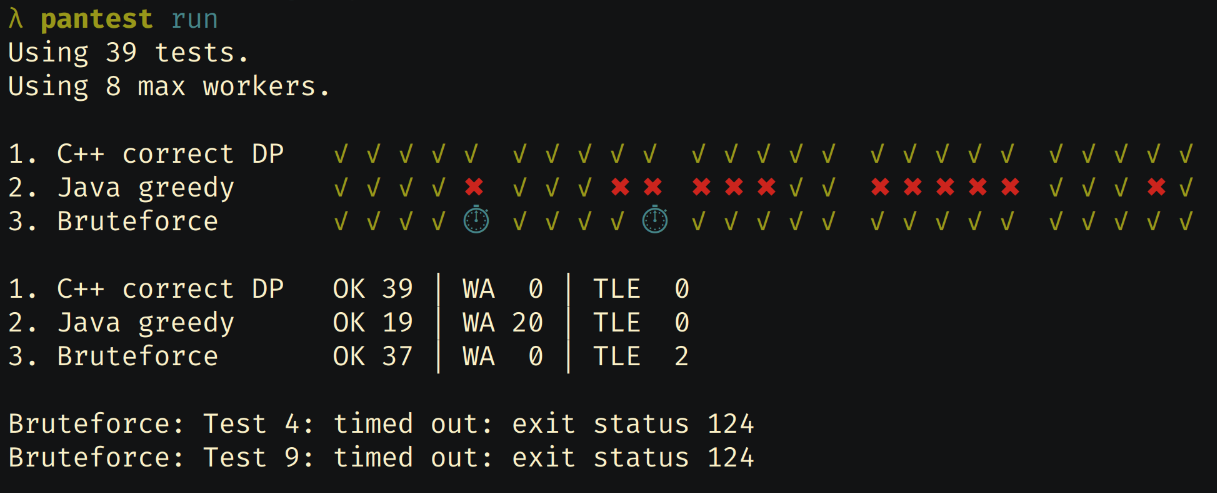 λ pantest run
Using 39 tests.
Using 8 max workers.
1. C++ correct DP √ √ √ √ √ √ √ √ √ √ √ √ √ √ √ √ √ √ √ √ √ √ √ √ √
2. Java greedy √ √ √ √ ✖ √ √ √ ✖ ✖ ✖ ✖ ✖ √ √ ✖ ✖ ✖ ✖ ✖ √ √ √ ✖ √
3. Bruteforce √ √ √ √ ⏱ √ √ √ √ ⏱ √ √ √ √ √ √ √ √ √ √ √ √ √ √ √
1. C++ correct DP OK 39 | WA 0 | TLE 0
2. Java greedy OK 19 | WA 20 | TLE 0
3. Bruteforce OK 37 | WA 0 | TLE 2
Bruteforce: Test 4: timed out: exit status 124
Bruteforce: Test 9: timed out: exit status 124